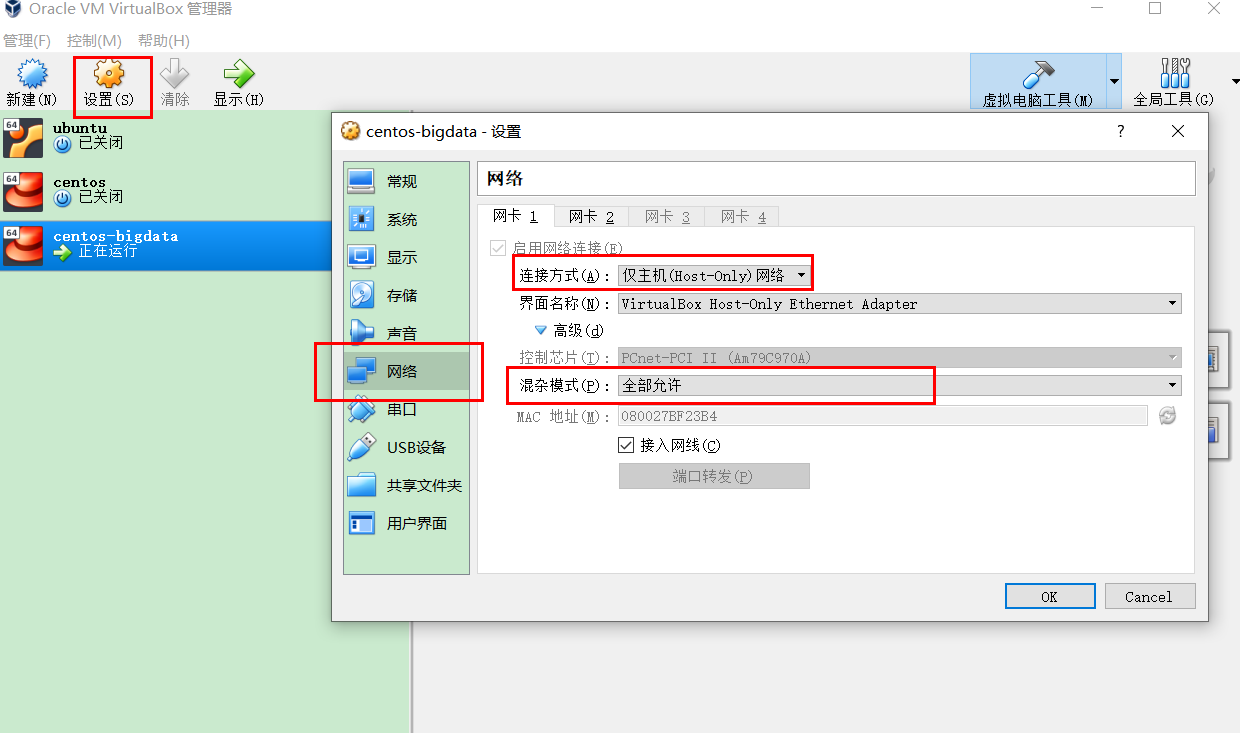 Oracle VM VirtualBox 管理器
管理(F) 控制(M) 帮助(H)
新建(N) 设置(S) 清除 显示(H) 虚拟电脑工具(M) 全局工具(G)
64 ubuntu
已关闭
64 centos
已关闭
64 centos-bigdata
正在运行
centos-bigdata - 设置 ?
常规
系统
显示
存储
声音
网络
串口
USB设备
共享文件夹
用户界面
网络
网卡 1 网卡 2 网卡 3 网卡 4
启用网络连接(E)
连接方式(A): 仅主机(Host-Only)网络
界面名称(N): VirtualBox Host-Only Ethernet Adapter
高级(d)
控制芯片(T): PCnet-PCI II (Am79C970A)
混杂模式(P): 全部允许
MAC 地址(M): 080027BF23B4
接入网线(C)
端口转发(P)
OK Cancel